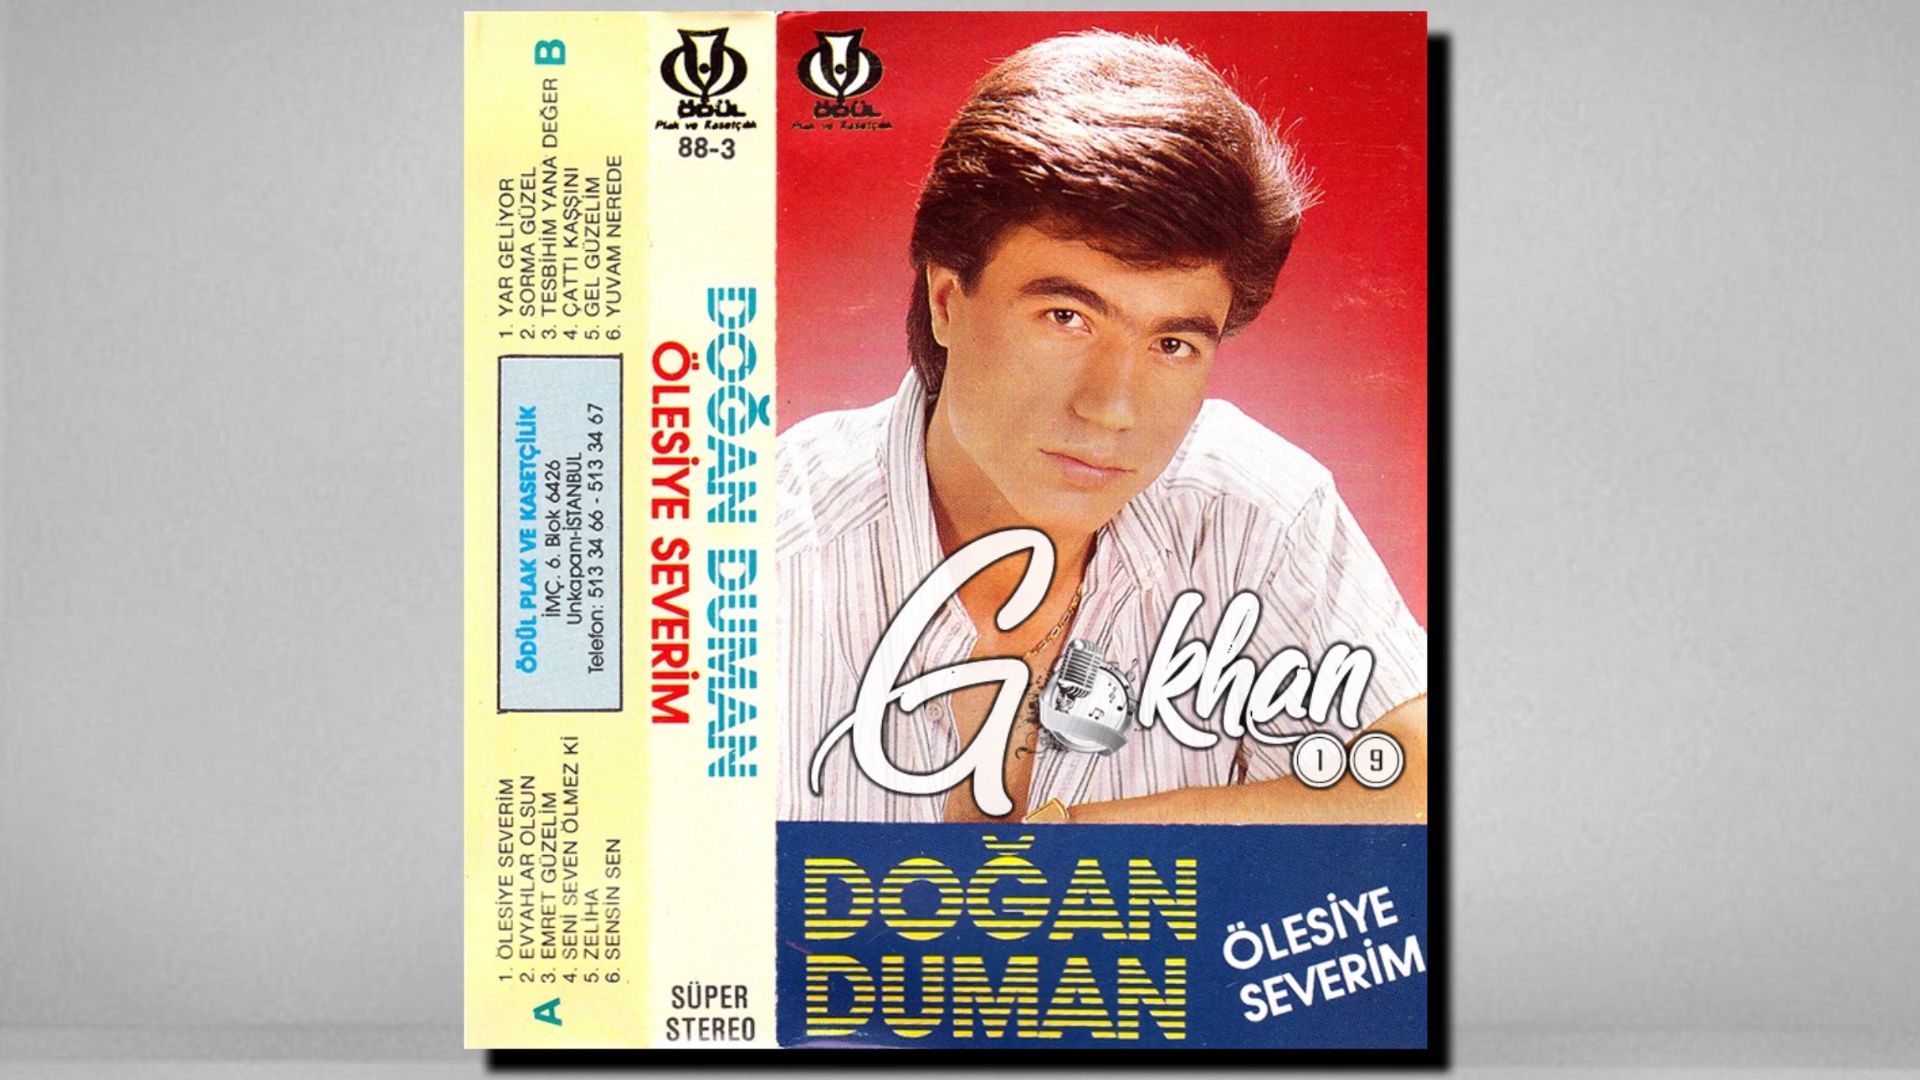 B
1. YAR GELİYOR
2. SORMA GÜZEL
3. TESBİHİM YANA DEĞER
4. ÇATTI KAŞŞINI
5. GEL GÜZELİM
6. YUVAM NEREDE
ÖDÜL PLAK VE KASETÇİLİK
İMÇ. 6. Blok 6426
Unkapanı-İSTANBUL
Telefon: 513 34 66 - 513 34 67
A
1. ÖLESİYE SEVERİM
2. EVYAHLAR OLSUN
3. EMRET GÜZELİM
4. SENİ SEVEN ÖLMEZ Kİ
5. ZELİHA
6. SENSİN SEN
ÖDÜL
Plak ve Kasetçilik
88-3
DOĞAN DUMAN
ÖLESİYE SEVERİM
SÜPER
STEREO
ÖDÜL
Plak ve Kasetçilik
Gökhan
19
DOĞAN
DUMAN
ÖLESİYE
SEVERİM